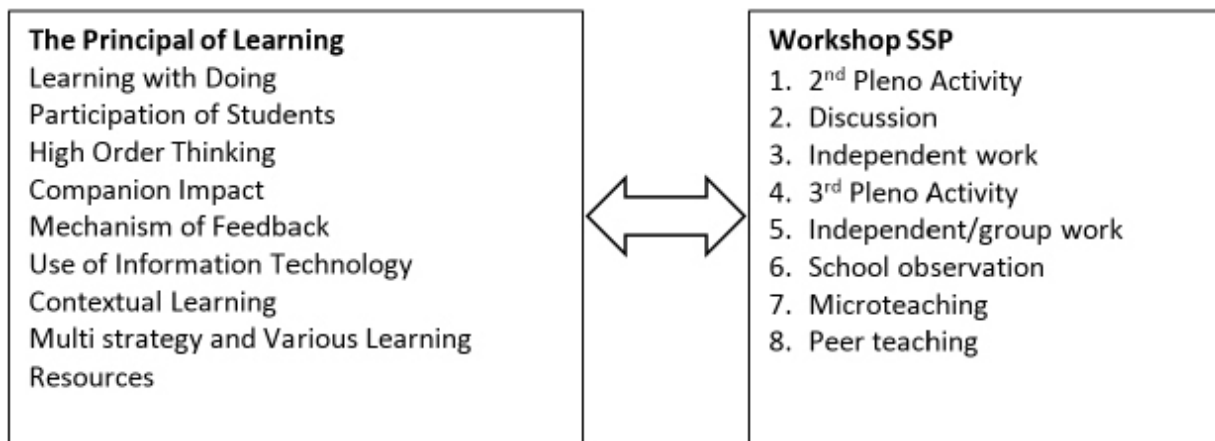 The Principal of Learning
Learning with Doing
Participation of Students
High Order Thinking
Companion Impact
Mechanism of Feedback
Use of Information Technology
Contextual Learning
Multi strategy and Various Learning
Resources
Workshop SSP
1. 2nd Pleno Activity
2. Discussion
3. Independent work
4. 3rd Pleno Activity
5. Independent/group work
6. School observation
7. Microteaching
8. Peer teaching